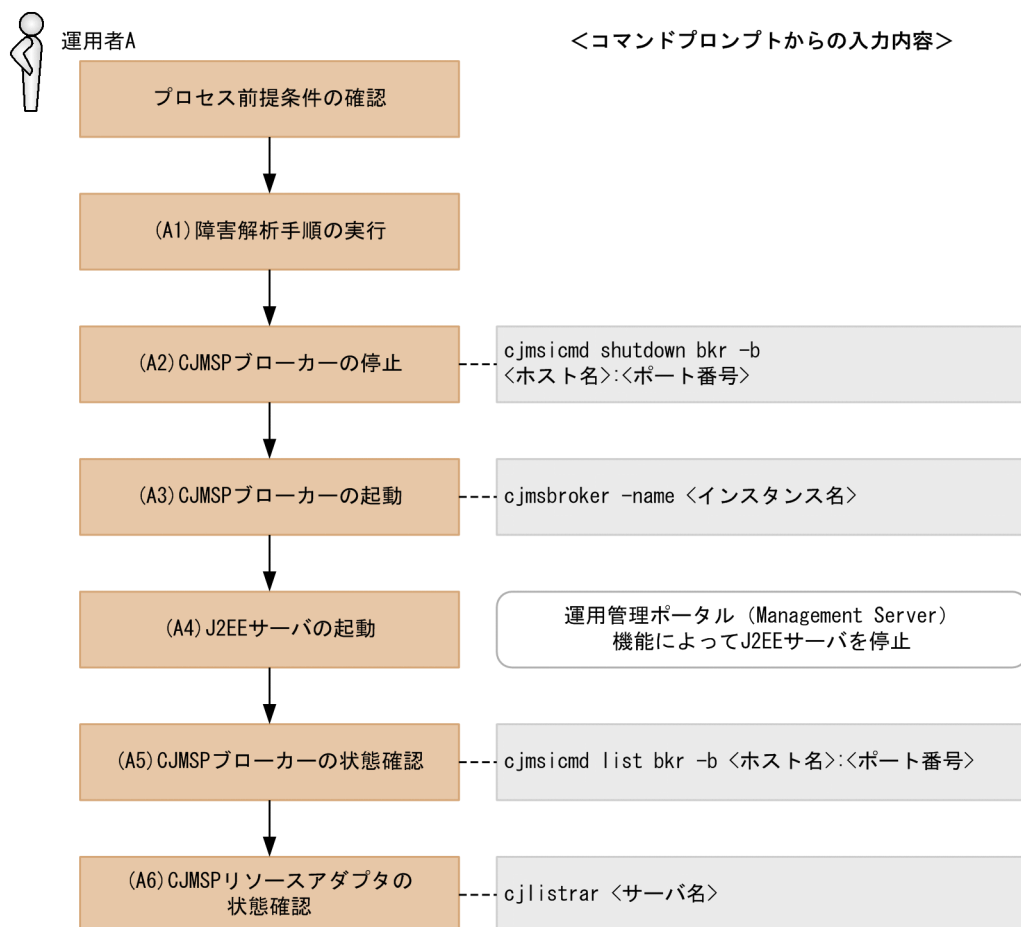 運用者A
<コマンドプロンプトからの入力内容>
プロセス前提条件の確認
(A1)障害解析手順の実行
(A2)CJMSPブローカーの停止
cjmsicmd shutdown bkr -b
<ホスト名>:<ポート番号>
(A3)CJMSPブローカーの起動
cjmsbroker -name <インスタンス名>
(A4)J2EEサーバの起動
運用管理ポータル（Management Server）
機能によってJ2EEサーバを停止
(A5)CJMSPブローカーの状態確認
cjmsicmd list bkr -b <ホスト名>:<ポート番号>
(A6)CJMSPリソースアダプタの
状態確認
cjlistrar <サーバ名>